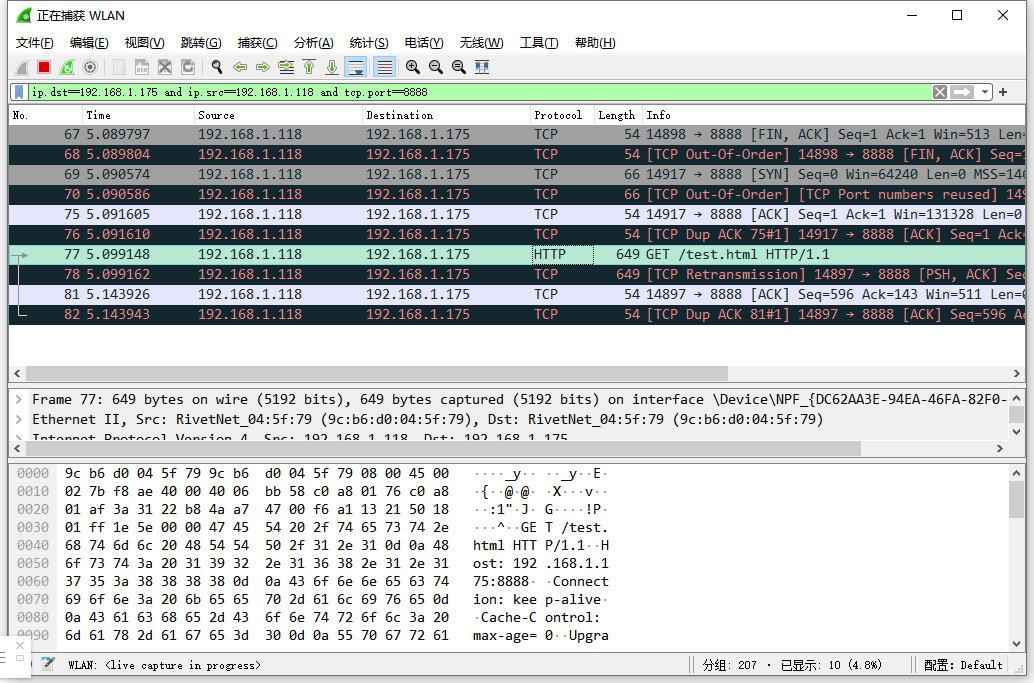 正在捕获 WLAN
文件(F) 编辑(E) 视图(V) 跳转(G) 捕获(C) 分析(A) 统计(S) 电话(Y) 无线(W) 工具(T) 帮助(H)
ip.dst==192.168.1.175 and ip.src==192.168.1.118 and tcp.port==8888
No. Time Source Destination Protocol Length Info
67 5.089797 192.168.1.118 192.168.1.175 TCP 54 14898 → 8888 [FIN, ACK] Seq=1 Ack=1 Win=513 Len=
68 5.089804 192.168.1.118 192.168.1.175 TCP 54 [TCP Out-Of-Order] 14898 → 8888 [FIN, ACK] Seq=1
69 5.090574 192.168.1.118 192.168.1.175 TCP 66 14917 → 8888 [SYN] Seq=0 Win=64240 Len=0 MSS=146
70 5.090586 192.168.1.118 192.168.1.175 TCP 66 [TCP Out-Of-Order] [TCP Port numbers reused] 149
75 5.091605 192.168.1.118 192.168.1.175 TCP 54 14917 → 8888 [ACK] Seq=1 Ack=1 Win=131328 Len=0
76 5.091610 192.168.1.118 192.168.1.175 TCP 54 [TCP Dup ACK 75#1] 14917 → 8888 [ACK] Seq=1 Ack=
77 5.099148 192.168.1.118 192.168.1.175 HTTP 649 GET /test.html HTTP/1.1
78 5.099162 192.168.1.118 192.168.1.175 TCP 649 [TCP Retransmission] 14897 → 8888 [PSH, ACK] Seq
81 5.143926 192.168.1.118 192.168.1.175 TCP 54 14897 → 8888 [ACK] Seq=596 Ack=143 Win=511 Len=0
82 5.143943 192.168.1.118 192.168.1.175 TCP 54 [TCP Dup ACK 81#1] 14897 → 8888 [ACK] Seq=596 A
Frame 77: 649 bytes on wire (5192 bits), 649 bytes captured (5192 bits) on interface \Device\NPF_{DC62AA3E-94EA-46FA-82F0-
Ethernet II, Src: RivetNet_04:5f:79 (9c:b6:d0:04:5f:79), Dst: RivetNet_04:5f:79 (9c:b6:d0:04:5f:79)
Internet Protocol Version 4, Src: 192.168.1.118, Dst: 192.168.1.175
0000 9c b6 d0 04 5f 79 9c b6 d0 04 5f 79 08 00 45 00 ····_y·· ··_y··E·
0010 02 7b f8 ae 40 00 40 06 bb 58 c0 a8 01 76 c0 a8 ·{··@·@· ·X···v··
0020 01 af 3a 31 22 b8 4a a7 47 00 f6 a1 13 21 50 18 ··:1"·J· G····!P·
0030 01 ff 1e 5e 00 00 47 45 54 20 2f 74 65 73 74 2e ···^··GE T /test.
0040 68 74 6d 6c 20 48 54 54 50 2f 31 2e 31 0d 0a 48 html HTT P/1.1··H
0050 6f 73 74 3a 20 31 39 32 2e 31 36 38 2e 31 2e 31 ost: 192 .168.1.1
0060 37 35 3a 38 38 38 38 0d 0a 43 6f 6e 6e 65 63 74 75:8888· ·Connect
0070 69 6f 6e 3a 20 6b 65 65 70 2d 61 6c 69 76 65 0d ion: kee p-alive·
0080 0a 43 61 63 68 65 2d 43 6f 6e 74 72 6f 6c 3a 20 ·Cache-C ontrol:
0090 6d 61 78 2d 61 67 65 3d 30 0d 0a 55 70 67 72 61 max-age= 0··Upgra
WLAN: <live capture in progress> 分组: 207 · 已显示: 10 (4.8%) 配置: Default